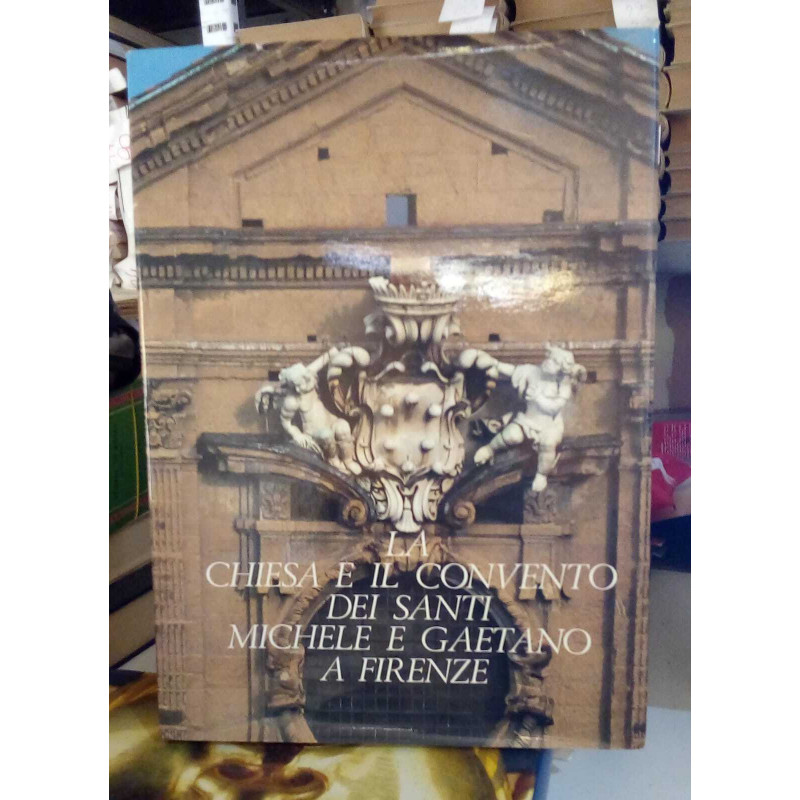 LA
CHIESA E IL CONVENTO
DEI SANTI
MICHELE E GAETANO
A FIRENZE